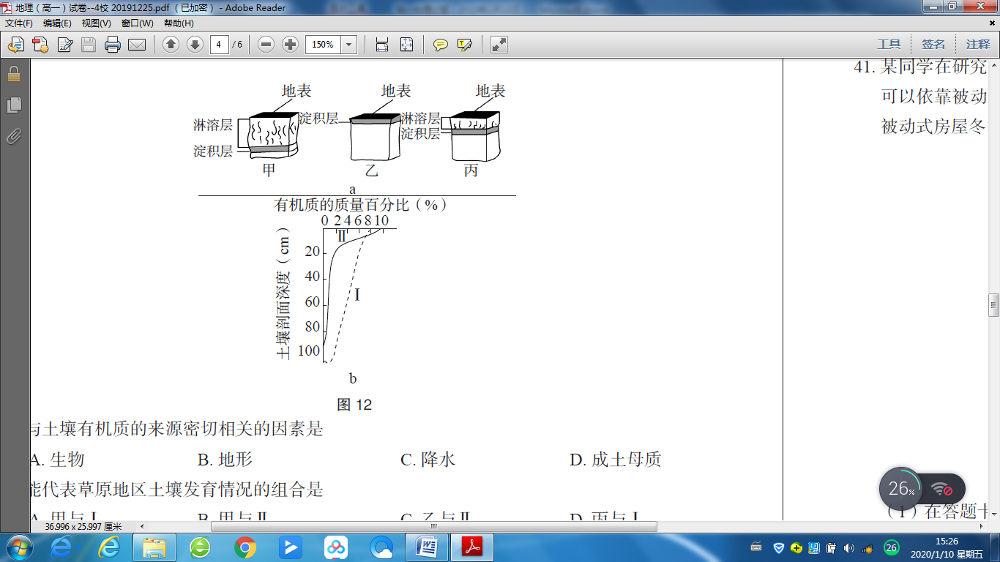 地理（高一）试卷--4校 20191225.pdf （已加密） - Adobe Reader
文件(F) 编辑(E) 视图(V) 窗口(W) 帮助(H)
4 / 6 150% 工具 签名 注释
地表 地表 地表
淋溶层 淀积层 淋溶层
淀积层 淀积层
甲 乙 丙
a
有机质的质量百分比（%）
0 2 4 6 8 10
土壤剖面深度（cm）
20
40
60
80
100
Ⅱ
Ⅰ
b
图 12
与土壤有机质的来源密切相关的因素是
A. 生物 B. 地形 C. 降水 D. 成土母质
能代表草原地区土壤发育情况的组合是
A. 甲与Ⅰ B. 甲与Ⅱ C. 乙与Ⅱ D. 丙与Ⅰ
41. 某同学在研究
可以依靠被动
被动式房屋冬
（1）在答题卡
26%
36.996 x 25.997 厘米
26
15:26
2020/1/10 星期五